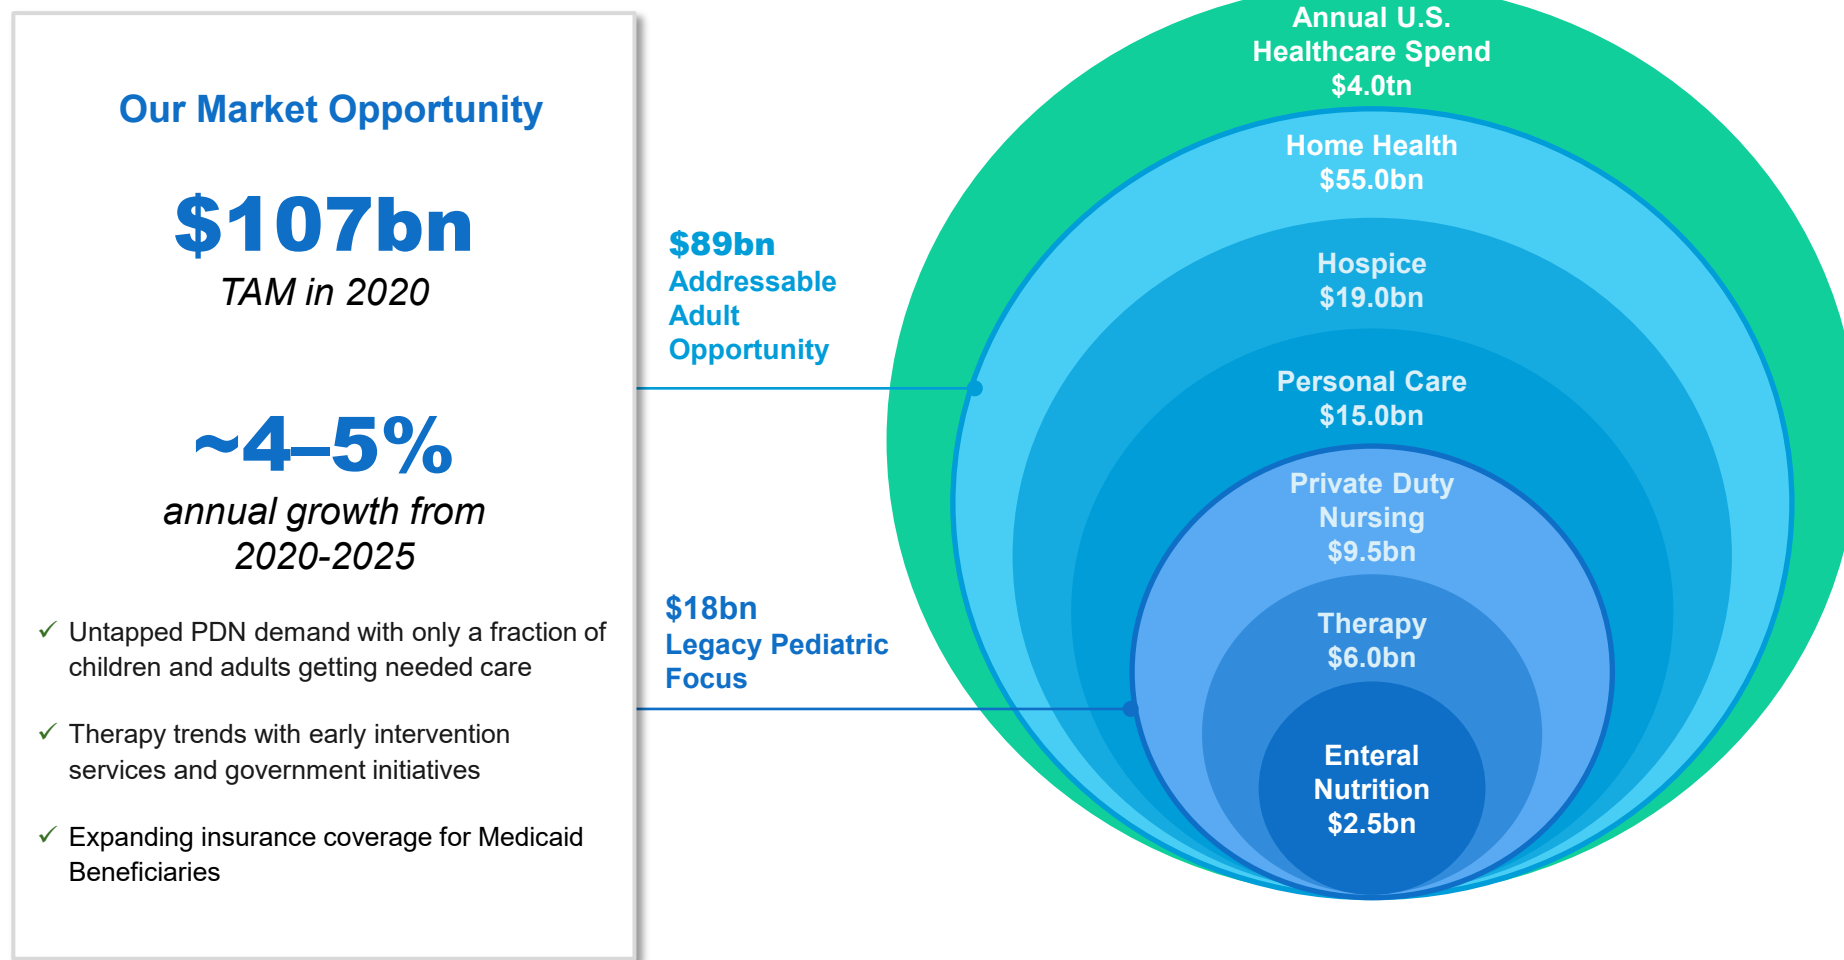 Our Market Opportunity
$107bn
TAM in 2020
~4–5%
annual growth from
2020-2025
✓ Untapped PDN demand with only a fraction of
children and adults getting needed care
✓ Therapy trends with early intervention
services and government initiatives
✓ Expanding insurance coverage for Medicaid
Beneficiaries
$89bn
Addressable
Adult
Opportunity
$18bn
Legacy Pediatric
Focus
Annual U.S.
Healthcare Spend
$4.0tn
Home Health
$55.0bn
Hospice
$19.0bn
Personal Care
$15.0bn
Private Duty
Nursing
$9.5bn
Therapy
$6.0bn
Enteral
Nutrition
$2.5bn